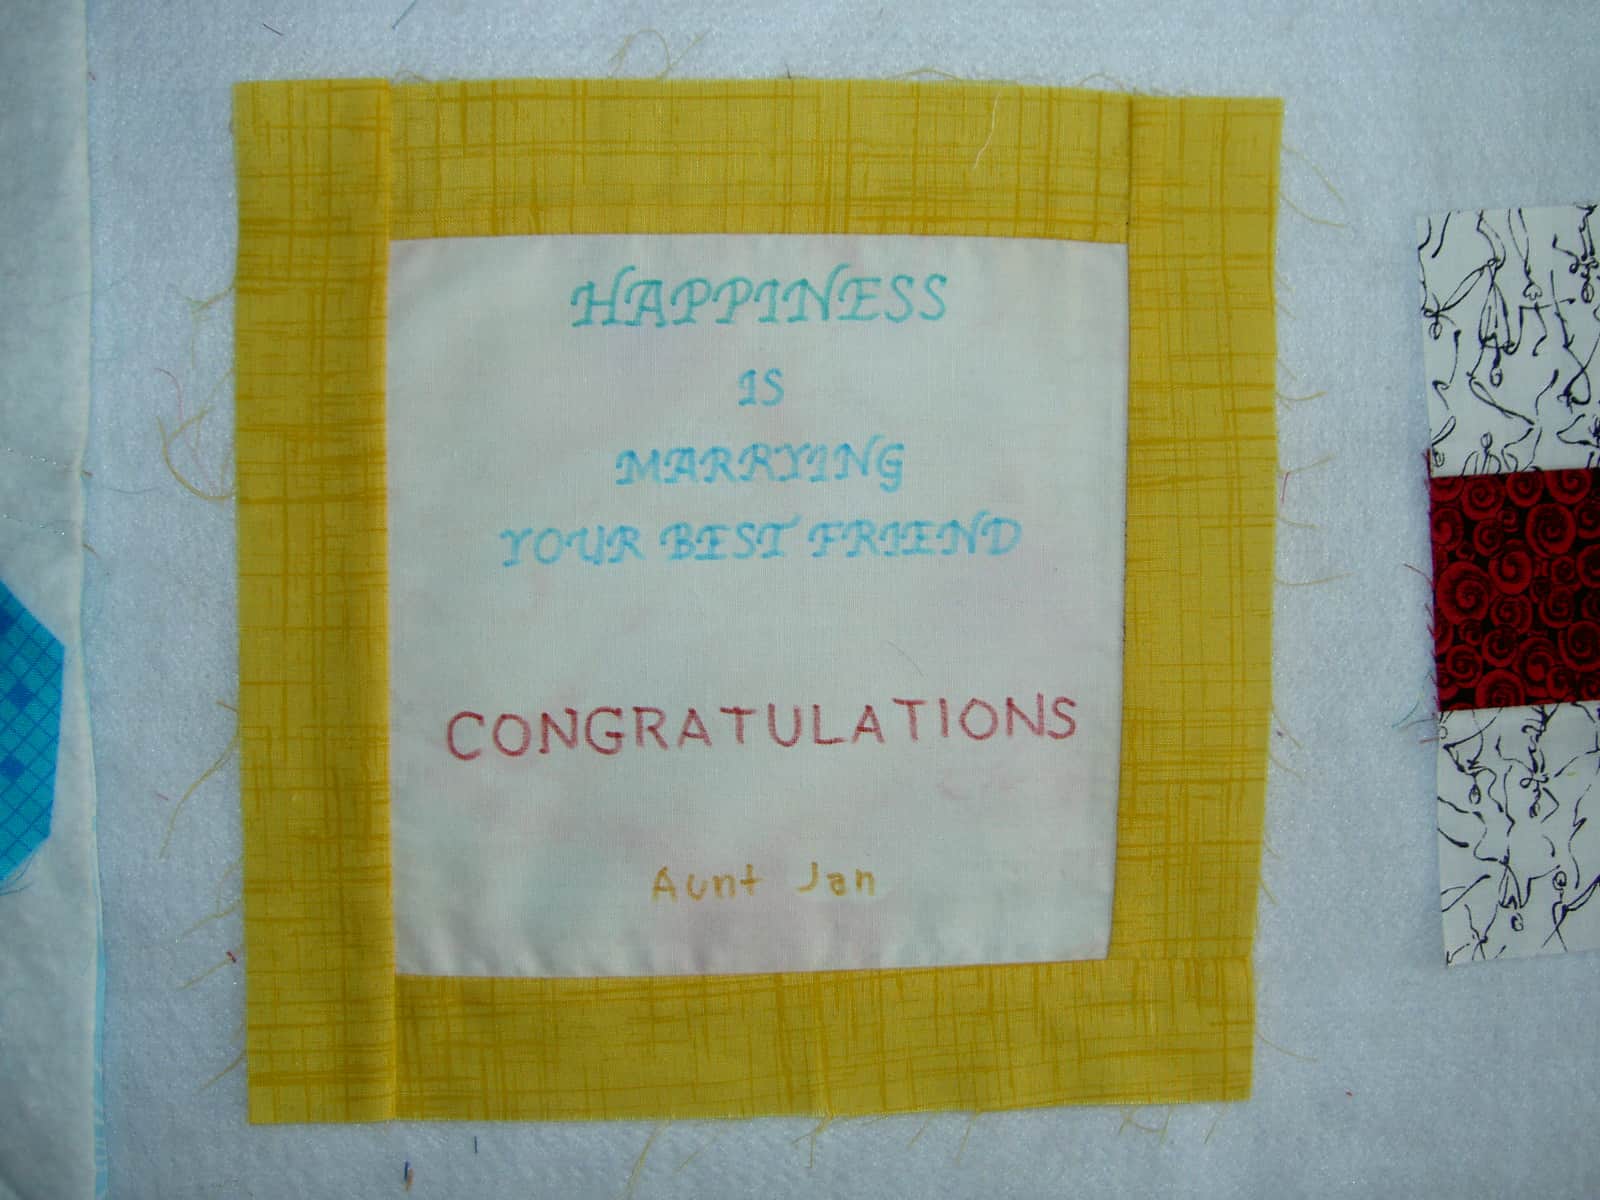 HAPPINESS
IS
MARRYING
YOUR BEST FRIEND
CONGRATULATIONS
Aunt Jan